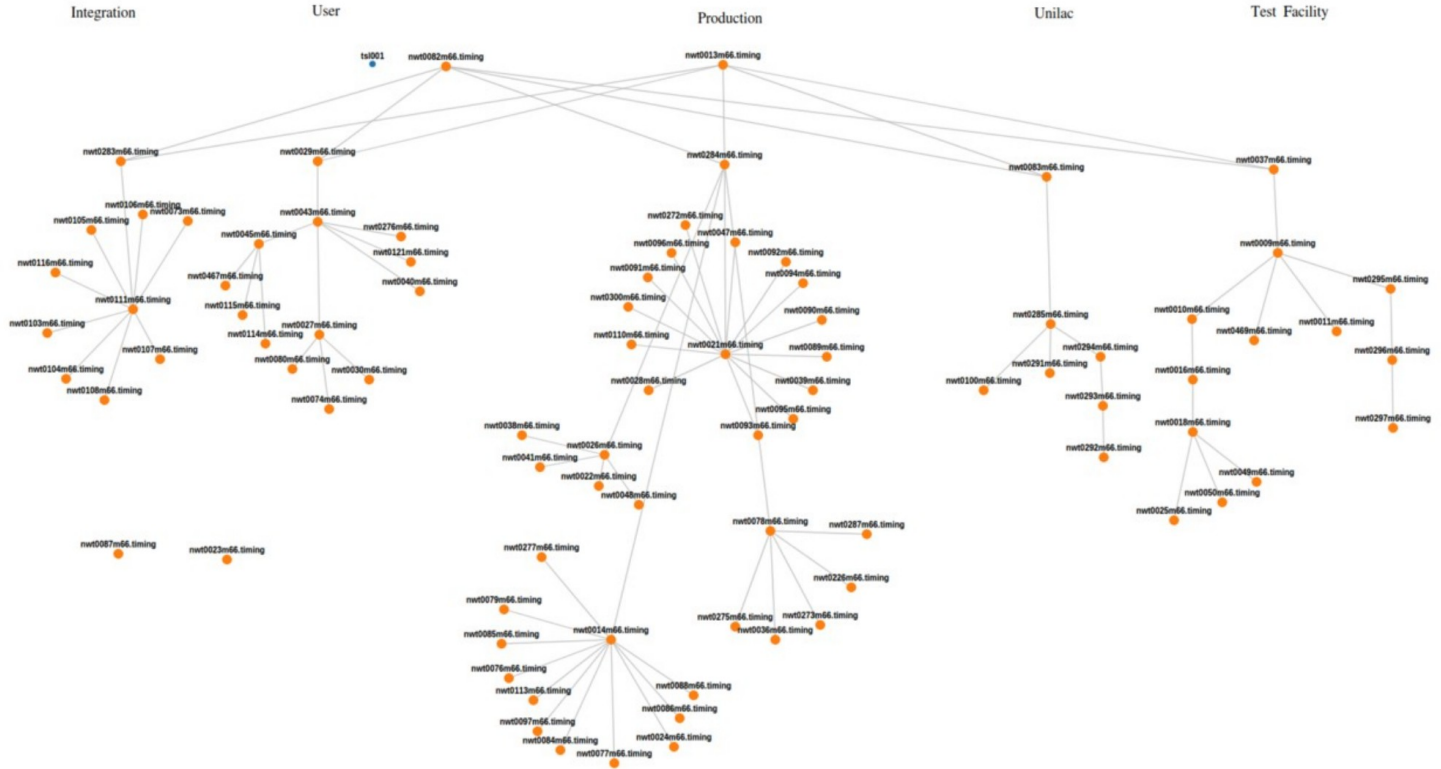 Integration
User
Production
Unilac
Test Facility
tsl001
nwt0082m66.timing
nwt0013m66.timing
nwt0283m66.timing
nwt0029m66.timing
nwt0284m66.timing
nwt0083m66.timing
nwt0037m66.timing
nwt0106m66.timing
nwt0073m66.timing
nwt0105m66.timing
nwt0116m66.timing
nwt0111m66.timing
nwt0103m66.timing
nwt0107m66.timing
nwt0104m66.timing
nwt0108m66.timing
nwt0043m66.timing
nwt0045m66.timing
nwt0276m66.timing
nwt0121m66.timing
nwt0040m66.timing
nwt0467m66.timing
nwt0115m66.timing
nwt0114m66.timing
nwt0027m66.timing
nwt0080m66.timing
nwt0030m66.timing
nwt0074m66.timing
nwt0272m66.timing
nwt0047m66.timing
nwt0096m66.timing
nwt0092m66.timing
nwt0091m66.timing
nwt0094m66.timing
nwt0300m66.timing
nwt0090m66.timing
nwt0110m66.timing
nwt0021m66.timing
nwt0089m66.timing
nwt0028m66.timing
nwt0039m66.timing
nwt0095m66.timing
nwt0093m66.timing
nwt0038m66.timing
nwt0026m66.timing
nwt0041m66.timing
nwt0022m66.timing
nwt0048m66.timing
nwt0078m66.timing
nwt0287m66.timing
nwt0226m66.timing
nwt0275m66.timing
nwt0273m66.timing
nwt0036m66.timing
nwt0277m66.timing
nwt0079m66.timing
nwt0014m66.timing
nwt0085m66.timing
nwt0076m66.timing
nwt0113m66.timing
nwt0088m66.timing
nwt0086m66.timing
nwt0097m66.timing
nwt0084m66.timing
nwt0024m66.timing
nwt0077m66.timing
nwt0285m66.timing
nwt0294m66.timing
nwt0291m66.timing
nwt0100m66.timing
nwt0293m66.timing
nwt0292m66.timing
nwt0009m66.timing
nwt0295m66.timing
nwt0010m66.timing
nwt0011m66.timing
nwt0469m66.timing
nwt0296m66.timing
nwt0016m66.timing
nwt0297m66.timing
nwt0018m66.timing
nwt0049m66.timing
nwt0050m66.timing
nwt0025m66.timing
nwt0087m66.timing
nwt0023m66.timing